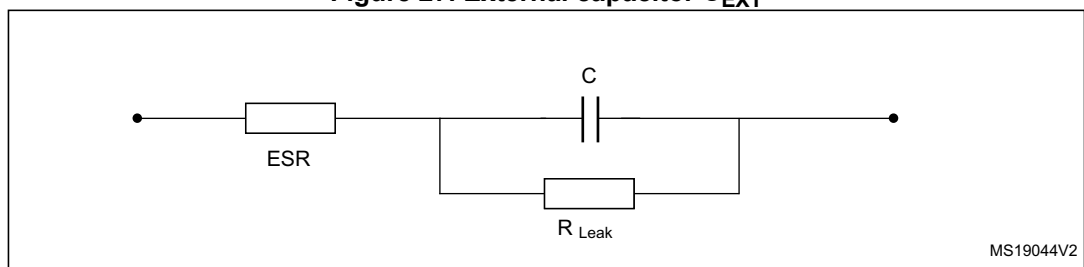 Figure 27. External capacitor CEXT
C
ESR
R Leak
MS19044V2